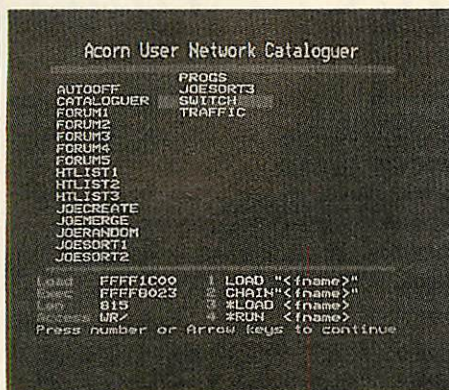 Acorn User Network Cataloguer
PROGS
AUTOOFF JOESORT3
CATALOGUER SWITCH
FORUM1 TRAFFIC
FORUM2
FORUM3
FORUM4
FORUM5
HTLIST1
HTLIST2
HTLIST3
JOECREATE
JOEMERGE
JOERANDOM
JOESORT1
JOESORT2
Load FFFF1C00 1 LOAD "<fname>"
Exec FFFF8023 2 CHAIN"<fname>"
Len 815 3 *LOAD <fname>
Access WR/ 4 *RUN <fname>
Press number or Arrow keys to continue